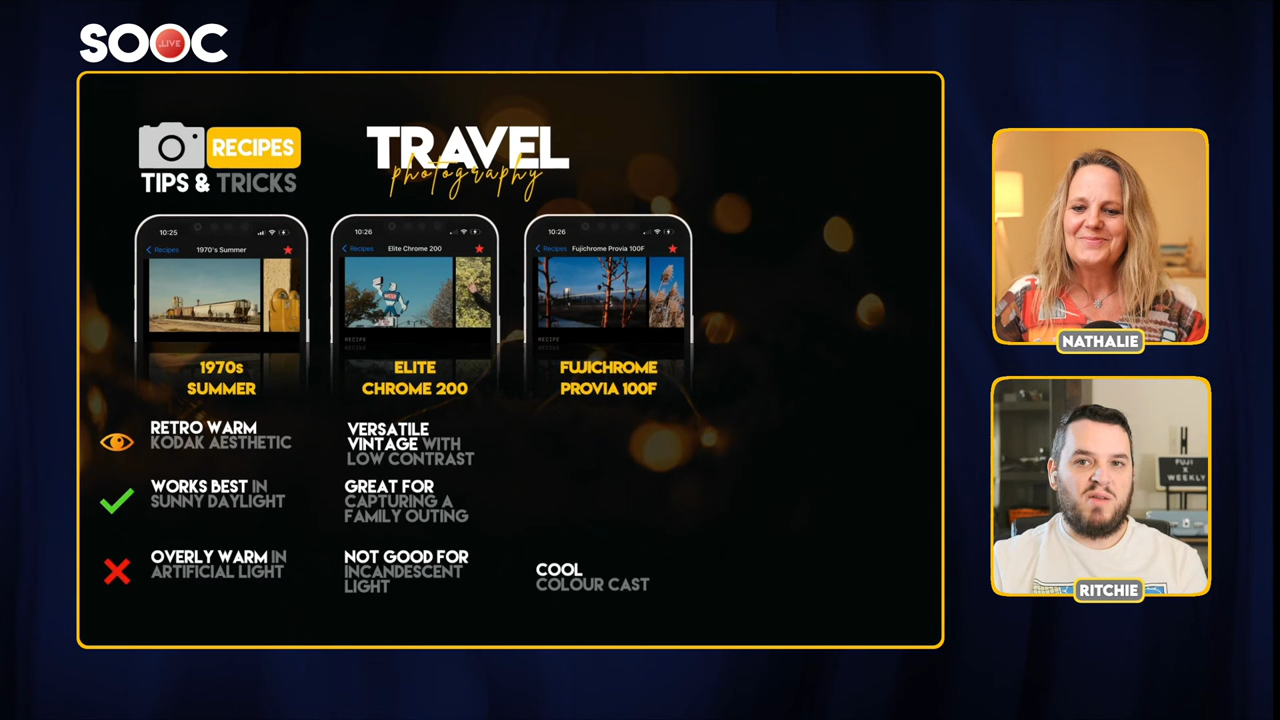 SOOC
.LIVE
RECIPES
TIPS & TRICKS
TRAVEL
photography
10:25
Recipes
1970's Summer
10:26
Recipes
Elite Chrome 200
RECIPE
10:26
Recipes
Fujichrome Provia 100F
RECIPE
1970s
SUMMER
ELITE
CHROME 200
FUJICHROME
PROVIA 100F
RETRO WARM
KODAK AESTHETIC
VERSATILE
VINTAGE WITH
LOW CONTRAST
WORKS BEST IN
SUNNY DAYLIGHT
GREAT FOR
CAPTURING A
FAMILY OUTING
OVERLY WARM IN
ARTIFICIAL LIGHT
NOT GOOD FOR
INCANDESCENT
LIGHT
COOL
COLOUR CAST
NATHALIE
FUJI
X
WEEKLY
RITCHIE